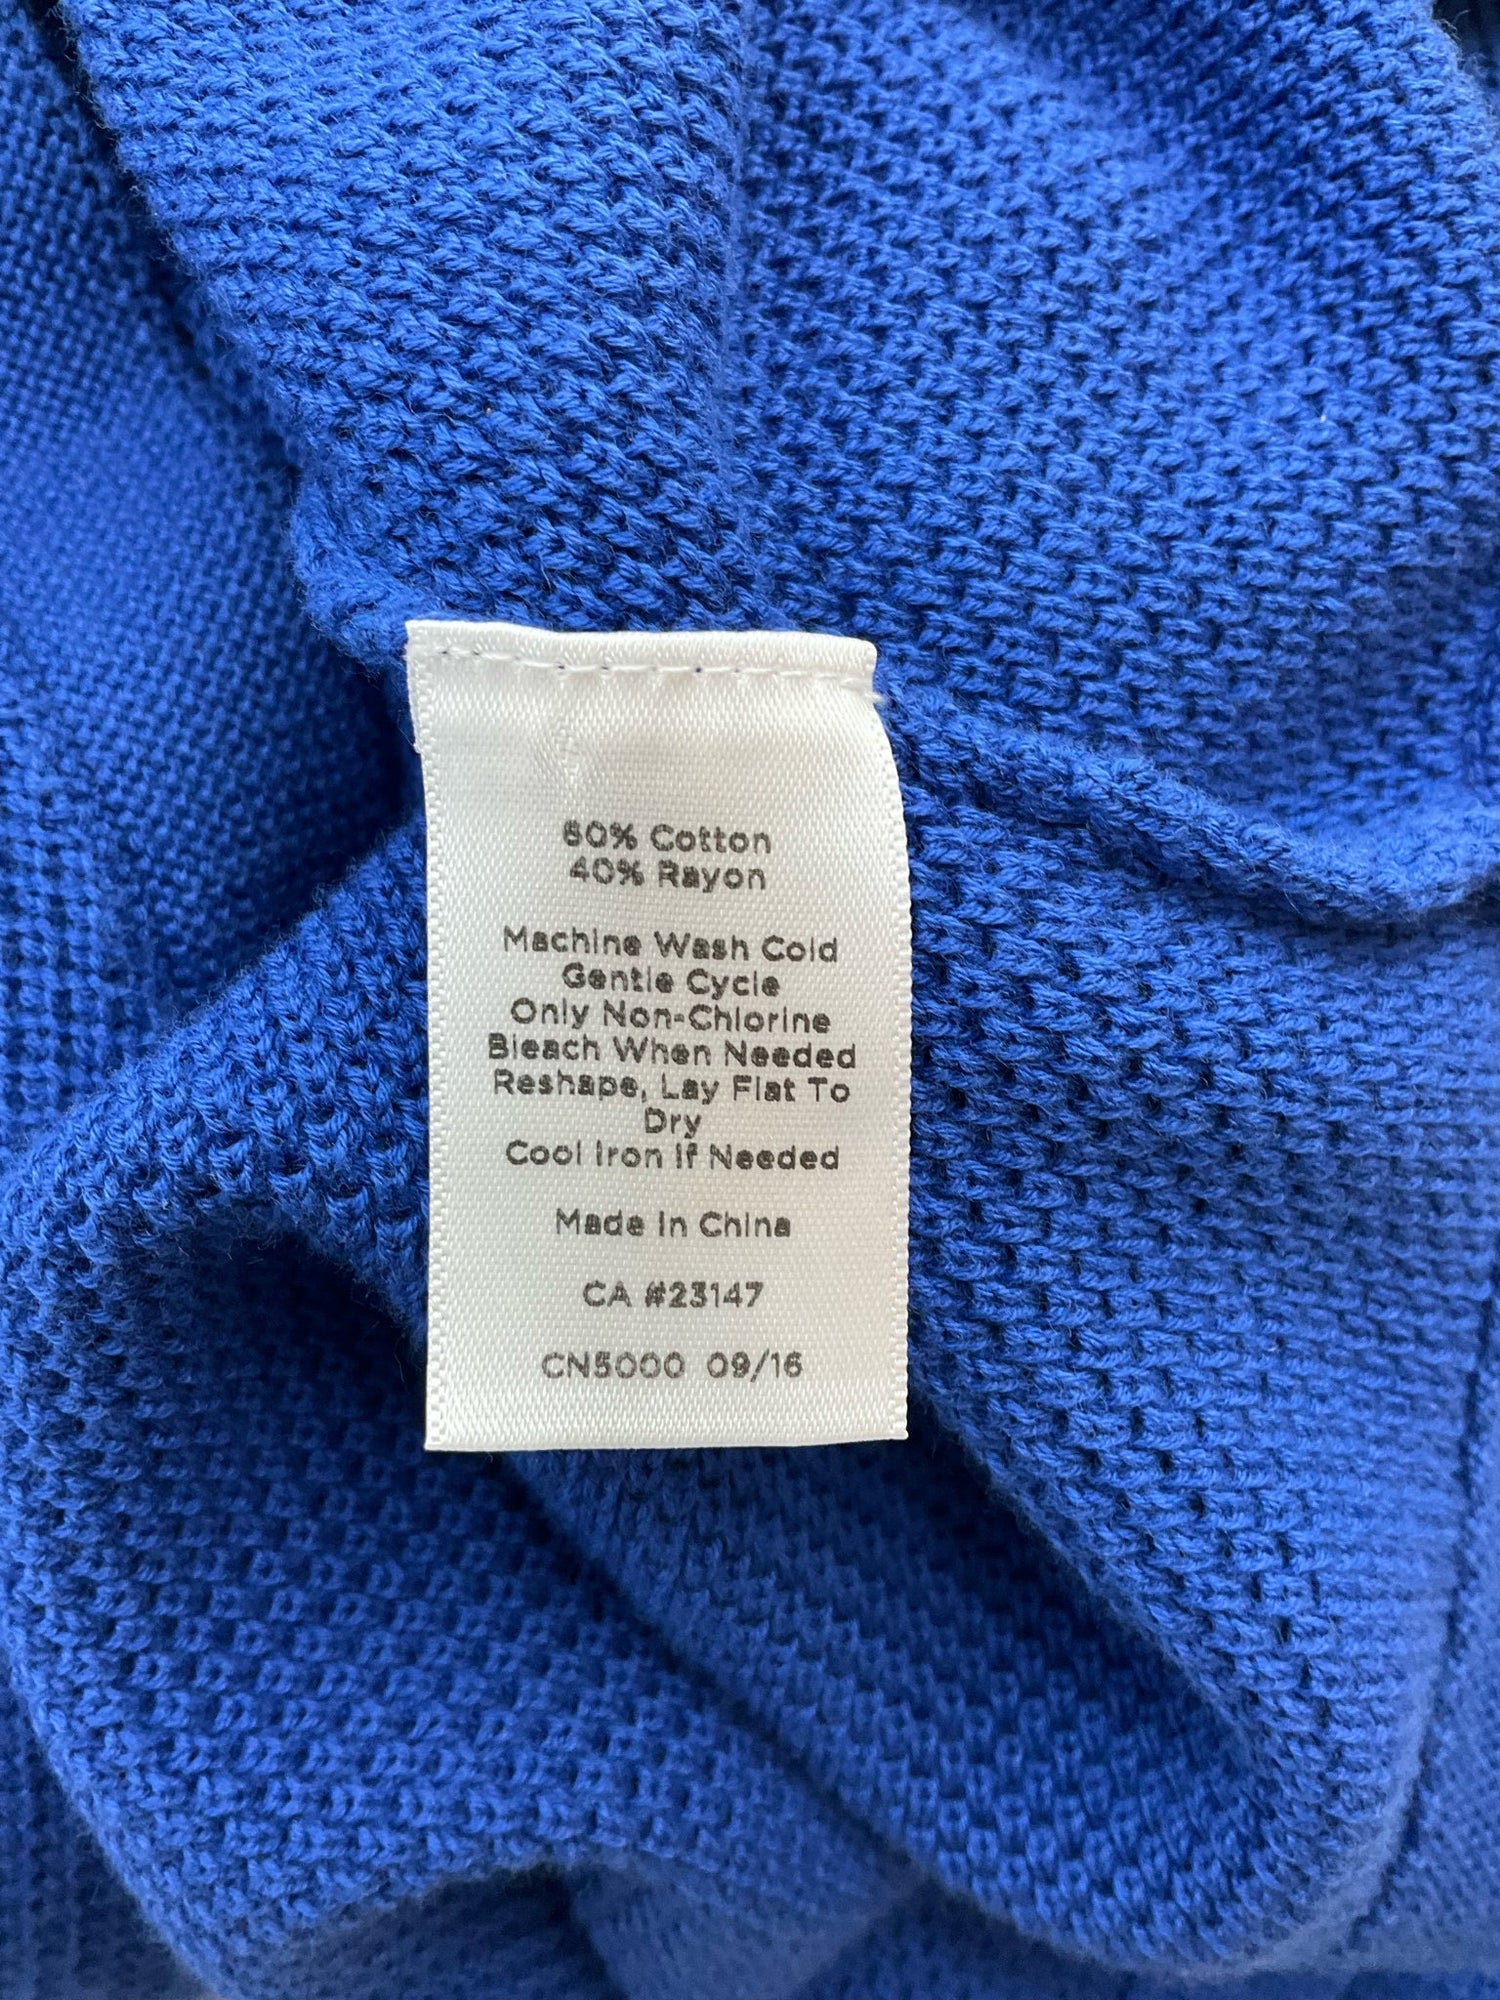 60% Cotton
40% Rayon
Machine Wash Cold
Gentle Cycle
Only Non-Chlorine
Bleach When Needed
Reshape, Lay Flat To
Dry
Cool Iron If Needed
Made In China
CA #23147
CN5000 09/16